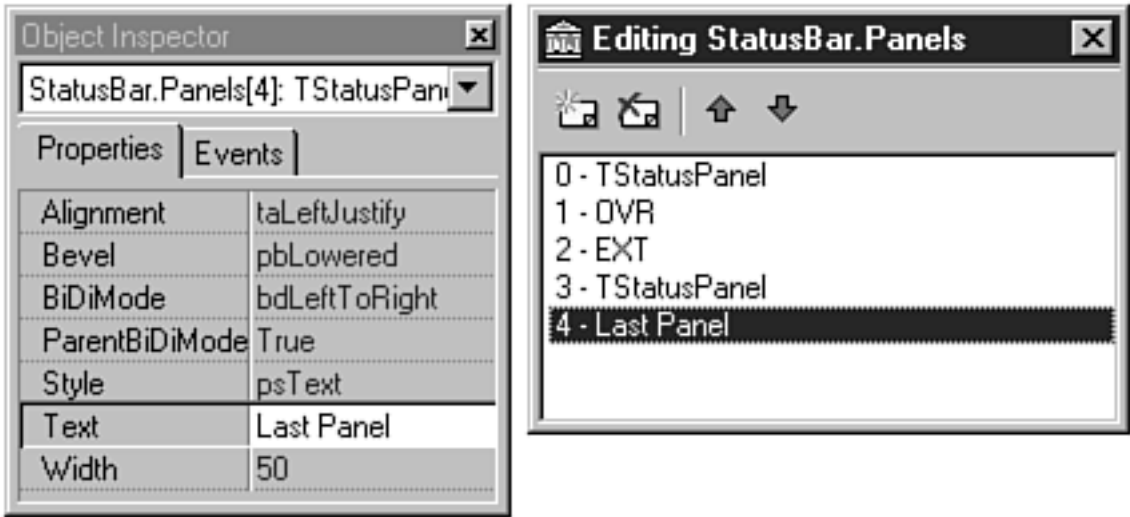 Object Inspector
StatusBar.Panels[4]: TStatusPan
Properties
Events
Alignment taLeftJustify
Bevel pbLowered
BiDiMode bdLeftToRight
ParentBiDiMode True
Style psText
Text Last Panel
Width 50
Editing StatusBar.Panels
0 - TStatusPanel
1 - OVR
2 - EXT
3 - TStatusPanel
4 - Last Panel